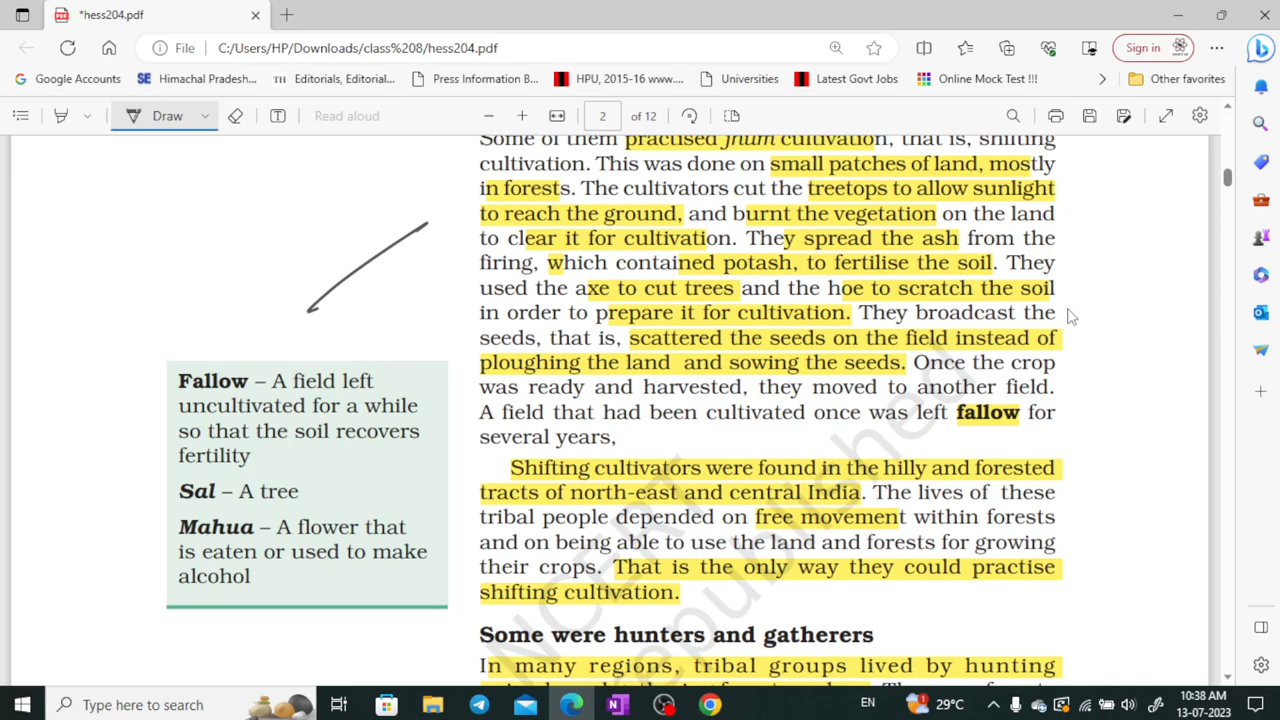 *hess204.pdf
File
C:/Users/HP/Downloads/class%208/hess204.pdf
Sign in
Google Accounts
SE Himachal Pradesh...
TH Editorials, Editorial...
Press Information B...
HPU, 2015-16 www....
Universities
Latest Govt Jobs
Online Mock Test !!!
Other favorites
Draw
Read aloud
2 of 12
Some of them practised jhum cultivation, that is, shifting
cultivation. This was done on small patches of land, mostly
in forests. The cultivators cut the treetops to allow sunlight
to reach the ground, and burnt the vegetation on the land
to clear it for cultivation. They spread the ash from the
firing, which contained potash, to fertilise the soil. They
used the axe to cut trees and the hoe to scratch the soil
in order to prepare it for cultivation. They broadcast the
seeds, that is, scattered the seeds on the field instead of
ploughing the land and sowing the seeds. Once the crop
was ready and harvested, they moved to another field.
A field that had been cultivated once was left fallow for
several years,
Fallow – A field left
uncultivated for a while
so that the soil recovers
fertility
Sal – A tree
Mahua – A flower that
is eaten or used to make
alcohol
Shifting cultivators were found in the hilly and forested
tracts of north-east and central India. The lives of these
tribal people depended on free movement within forests
and on being able to use the land and forests for growing
their crops. That is the only way they could practise
shifting cultivation.
Some were hunters and gatherers
In many regions, tribal groups lived by hunting
NCERT
republished
Type here to search
EN
29°C
10:38 AM
13-07-2023